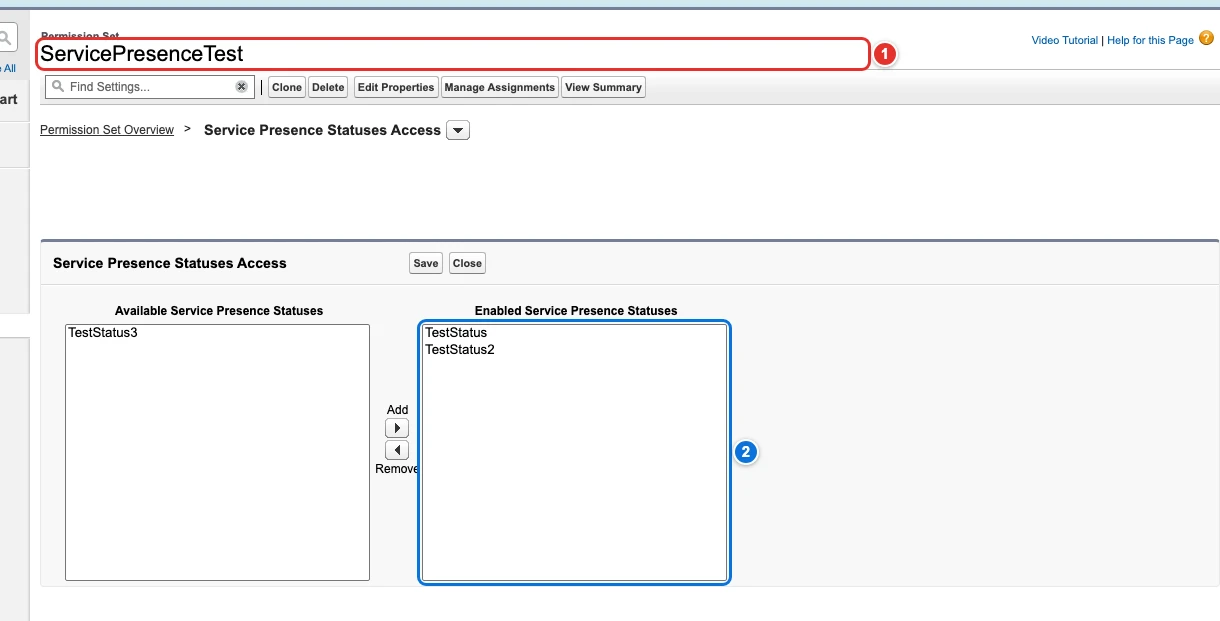 Permission Set
ServicePresenceTest
1
Video Tutorial | Help for this Page ?
All
Find Settings... Clone Delete Edit Properties Manage Assignments View Summary
art
Permission Set Overview > Service Presence Statuses Access
Service Presence Statuses Access Save Close
Available Service Presence Statuses
Enabled Service Presence Statuses
TestStatus3
TestStatus
TestStatus2
Add
Remove
2